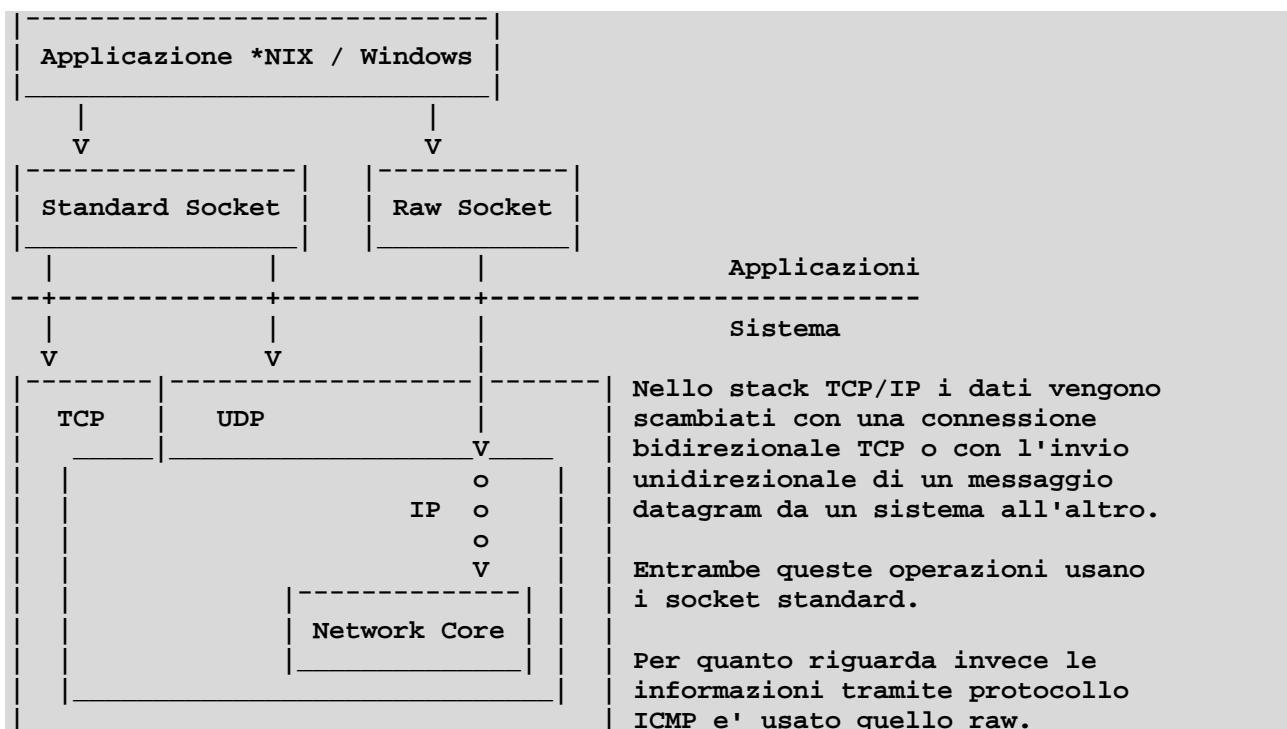 Applicazione *NIX / Windows
V V
Standard Socket Raw Socket
Applicazioni
Sistema
V V
TCP UDP
V
o
IP o
o
V
Network Core
Nello stack TCP/IP i dati vengono
scambiati con una connessione
bidirezionale TCP o con l'invio
unidirezionale di un messaggio
datagram da un sistema all'altro.
Entrambe queste operazioni usano
i socket standard.
Per quanto riguarda invece le
informazioni tramite protocollo
ICMP e' usato quello raw.